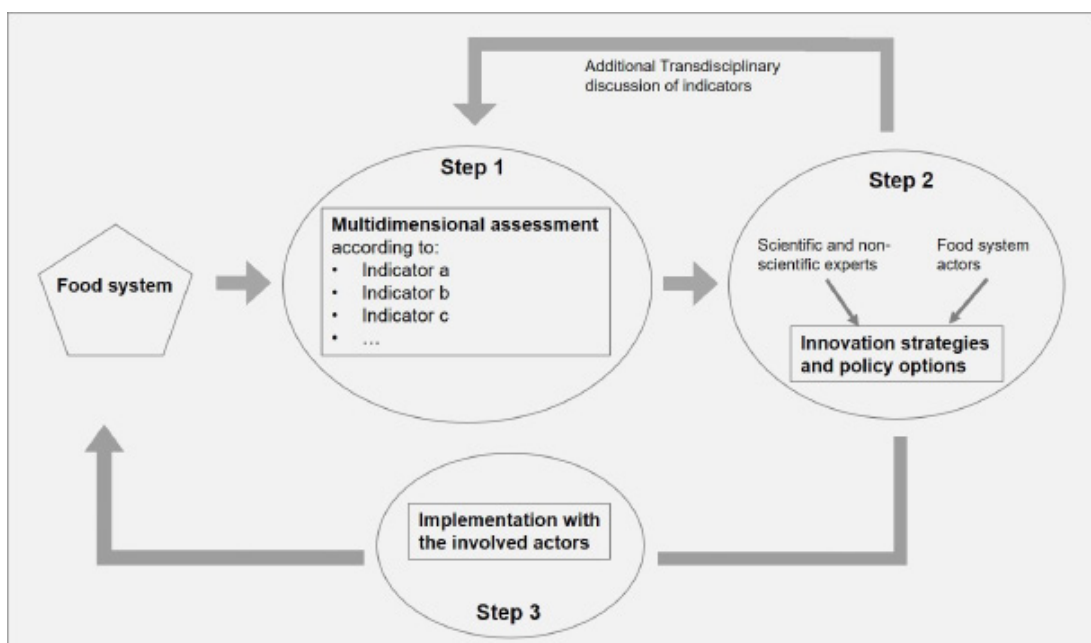 Additional Transdisciplinary
discussion of indicators
Step 1
Step 2
Multidimensional assessment
according to:
• Indicator a
• Indicator b
• Indicator c
• ...
Food system
Scientific and non-
scientific experts
Food system
actors
Innovation strategies
and policy options
Implementation with
the involved actors
Step 3